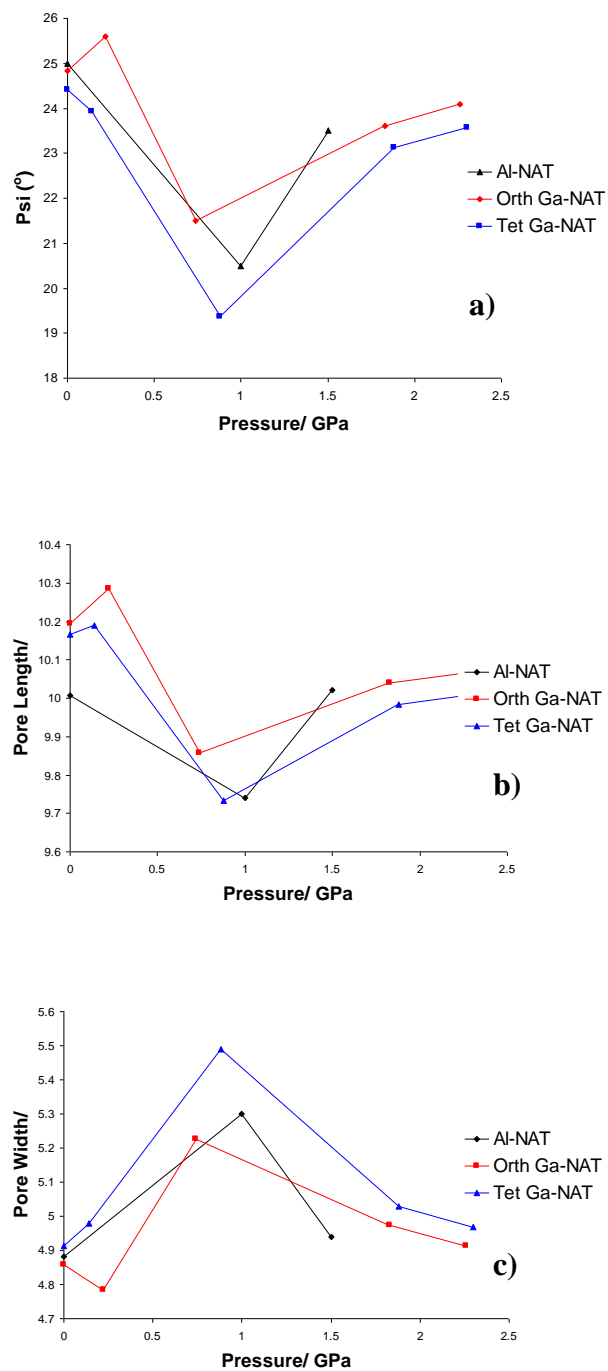 26
25
24
23
22
21
20
19
18
Psi (°)
0 0.5 1 1.5 2 2.5
Pressure/ GPa
Al-NAT
Orth Ga-NAT
Tet Ga-NAT
a)
10.4
10.3
10.2
10.1
10
9.9
9.8
9.7
9.6
Pore Length/
0 0.5 1 1.5 2 2.5
Pressure/ GPa
Al-NAT
Orth Ga-NAT
Tet Ga-NAT
b)
5.6
5.5
5.4
5.3
5.2
5.1
5
4.9
4.8
4.7
Pore Width/
0 0.5 1 1.5 2 2.5
Pressure/ GPa
Al-NAT
Orth Ga-NAT
Tet Ga-NAT
c)